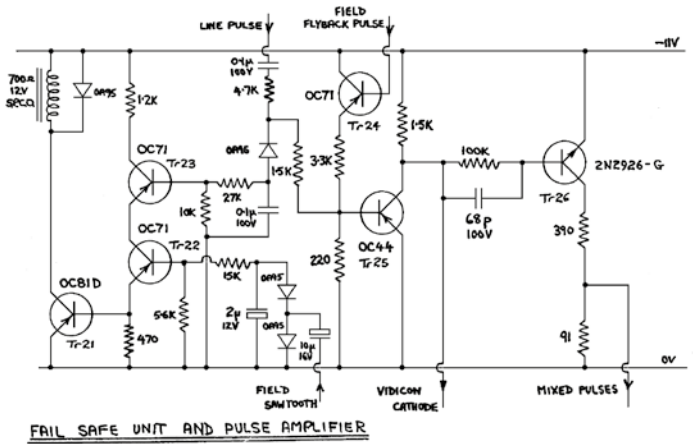 LINE PULSE
FIELD
FLYBACK PULSE
-11V
0·1μ
100V
4·7K
700Ω
12V
S.P.C.O.
OA95
1·2K
OC71
Tr-24
1·5K
OC71
Tr-23
OA96
1·5K
3·3K
100K
2N2926-G
Tr-26
27K
10K
0·1μ
100V
OC44
Tr-25
68p
100V
390
OC71
Tr-22
220
15K
OA95
OC81D
Tr-21
470
5·6K
2μ
12V
OA95
10μ
16V
91
0V
FIELD
SAWTOOTH
VIDICON
CATHODE
MIXED PULSES
FAIL SAFE UNIT AND PULSE AMPLIFIER